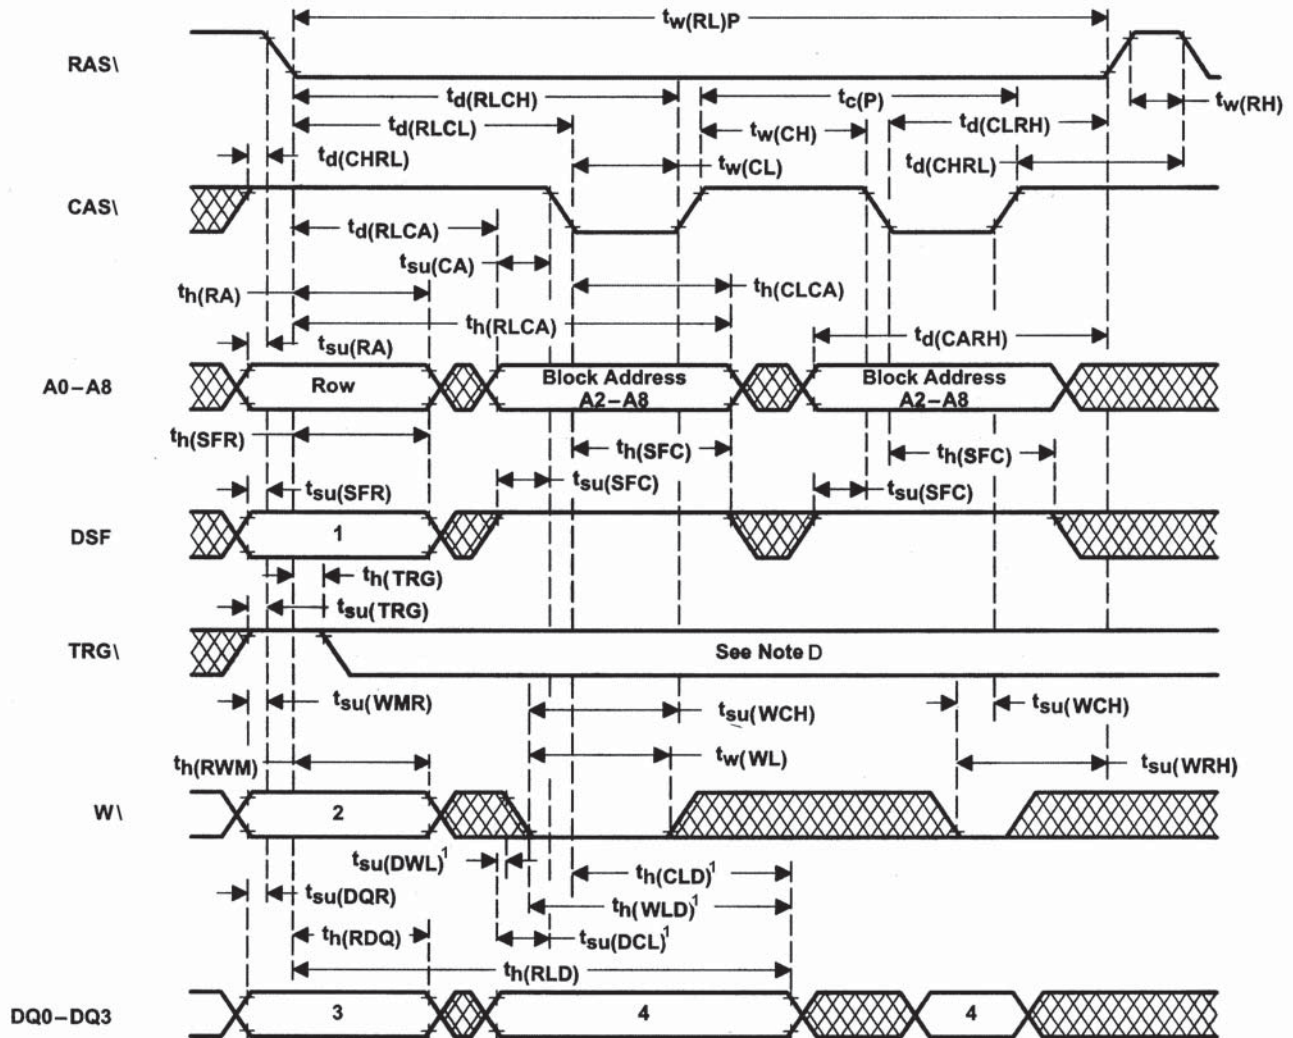 tw(RL)P
RAS\
td(RLCH)
tc(P)
tw(RH)
td(RLCL)
tw(CH)
td(CLRH)
td(CHRL)
tw(CL)
td(CHRL)
CAS\
td(RLCA)
tsu(CA)
th(RA)
th(CLCA)
th(RLCA)
tsu(RA)
td(CARH)
A0–A8
Row
Block Address
A2–A8
Block Address
A2–A8
th(SFR)
th(SFC)
th(SFC)
tsu(SFR)
tsu(SFC)
tsu(SFC)
DSF
1
th(TRG)
tsu(TRG)
TRG\
See Note D
tsu(WMR)
tsu(WCH)
tsu(WCH)
th(RWM)
tw(WL)
tsu(WRH)
W\
2
tsu(DWL)1
th(CLD)1
tsu(DQR)
th(WLD)1
th(RDQ)
tsu(DCL)1
th(RLD)
DQ0–DQ3
3
4
4